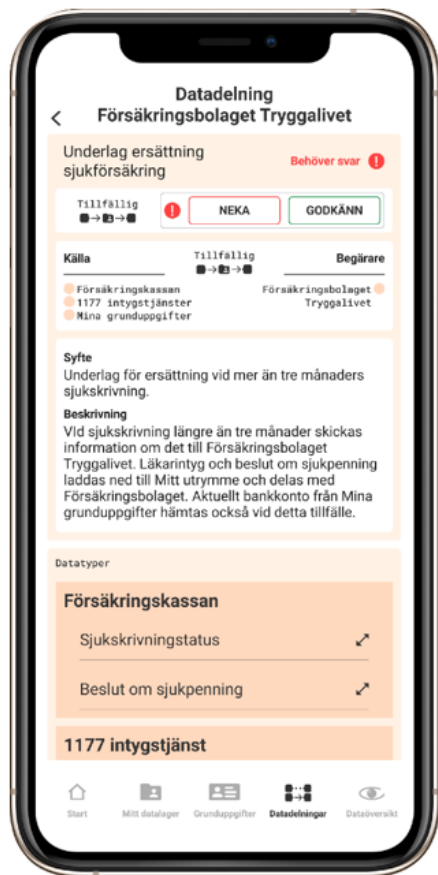 Datadelning
Försäkringsbolaget Tryggalivet
Underlag ersättning
sjukförsäkring
Behöver svar
Tillfällig
NEKA
GODKÄNN
Källa
Tillfällig
Begärare
Försäkringskassan
1177 intygstjänster
Mina grunduppgifter
Försäkringsbolaget
Tryggalivet
Syfte
Underlag för ersättning vid mer än tre månaders
sjukskrivning.
Beskrivning
VId sjukskrivning längre än tre månader skickas
information om det till Försäkringsbolaget
Tryggalivet. Läkarintyg och beslut om sjukpenning
laddas ned till Mitt utrymme och delas med
Försäkringsbolaget. Aktuellt bankkonto från Mina
grunduppgifter hämtas också vid detta tillfälle.
Datatyper
Försäkringskassan
Sjukskrivningstatus
Beslut om sjukpenning
1177 intygstjänst
Start
Mitt datalager
Grunduppgifter
Datadelningar
Dataöversikt